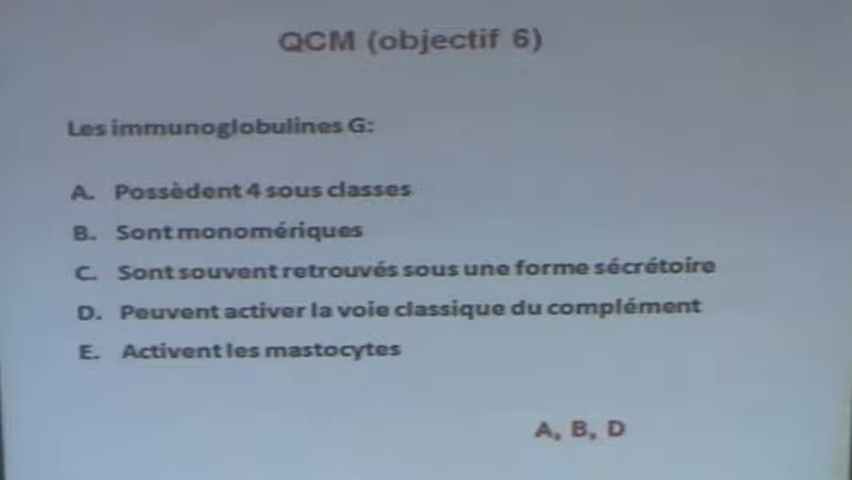 QCM (objectif 6)
Les immunoglobulines G:
A. Possèdent 4 sous classes
B. Sont monomériques
C. Sont souvent retrouvés sous une forme sécrétoire
D. Peuvent activer la voie classique du complément
E. Activent les mastocytes
A, B, D